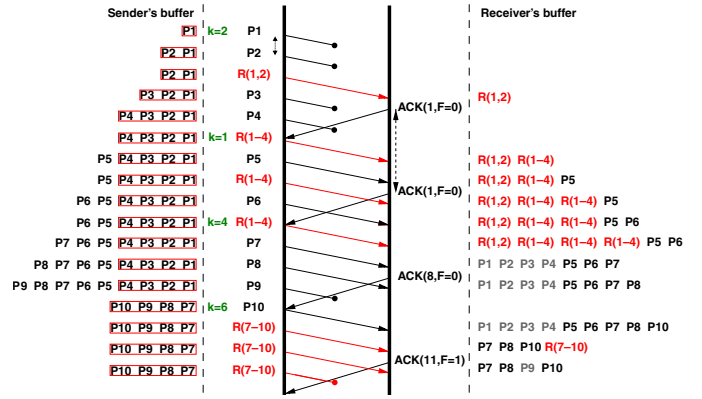 Sender's buffer Receiver's buffer
P1 k=2 P1
P2 P1 P2
P2 P1 R(1,2)
P3 P2 P1 P3 R(1,2)
ACK(1,F=0)
P4 P3 P2 P1 P4
P4 P3 P2 P1 k=1 R(1−4)
P5 P4 P3 P2 P1 P5 R(1,2) R(1−4)
P5 P4 P3 P2 P1 R(1−4) R(1,2) R(1−4) P5
ACK(1,F=0)
P6 P5 P4 P3 P2 P1 P6 R(1,2) R(1−4) R(1−4) P5
P6 P5 P4 P3 P2 P1 k=4 R(1−4) R(1,2) R(1−4) R(1−4) P5 P6
P7 P6 P5 P4 P3 P2 P1 P7 R(1,2) R(1−4) R(1−4) R(1−4) P5 P6
P8 P7 P6 P5 P4 P3 P2 P1 P8 P1 P2 P3 P4 P5 P6 P7
ACK(8,F=0)
P9 P8 P7 P6 P5 P4 P3 P2 P1 P9 P1 P2 P3 P4 P5 P6 P7 P8
P10 P9 P8 P7 k=6 P10
P10 P9 P8 P7 R(7−10) P1 P2 P3 P4 P5 P6 P7 P8 P10
P10 P9 P8 P7 R(7−10) P7 P8 P10 R(7−10)
ACK(11,F=1)
P10 P9 P8 P7 R(7−10) P7 P8 P9 P10